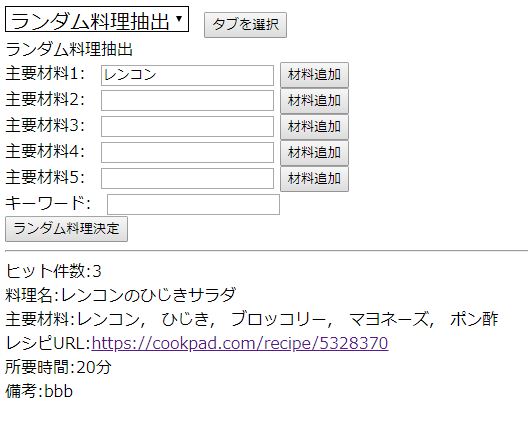 ランダム料理抽出 タブを選択
ランダム料理抽出
主要材料1: レンコン 材料追加
主要材料2: 材料追加
主要材料3: 材料追加
主要材料4: 材料追加
主要材料5: 材料追加
キーワード:
ランダム料理決定
ヒット件数:3
料理名:レンコンのひじきサラダ
主要材料:レンコン, ひじき, ブロッコリー, マヨネーズ, ポン酢
レシピURL:https://cookpad.com/recipe/5328370
所要時間:20分
備考:bbb